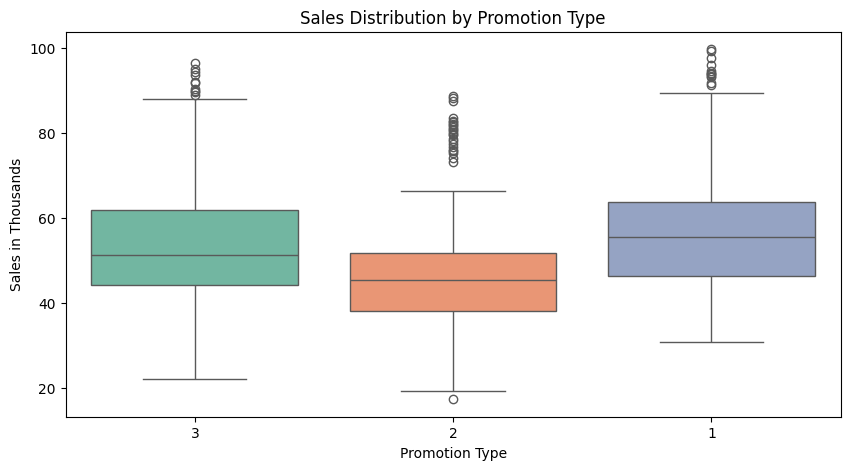 Sales Distribution by Promotion Type
Sales in Thousands
100
80
60
40
20
3 2 1
Promotion Type